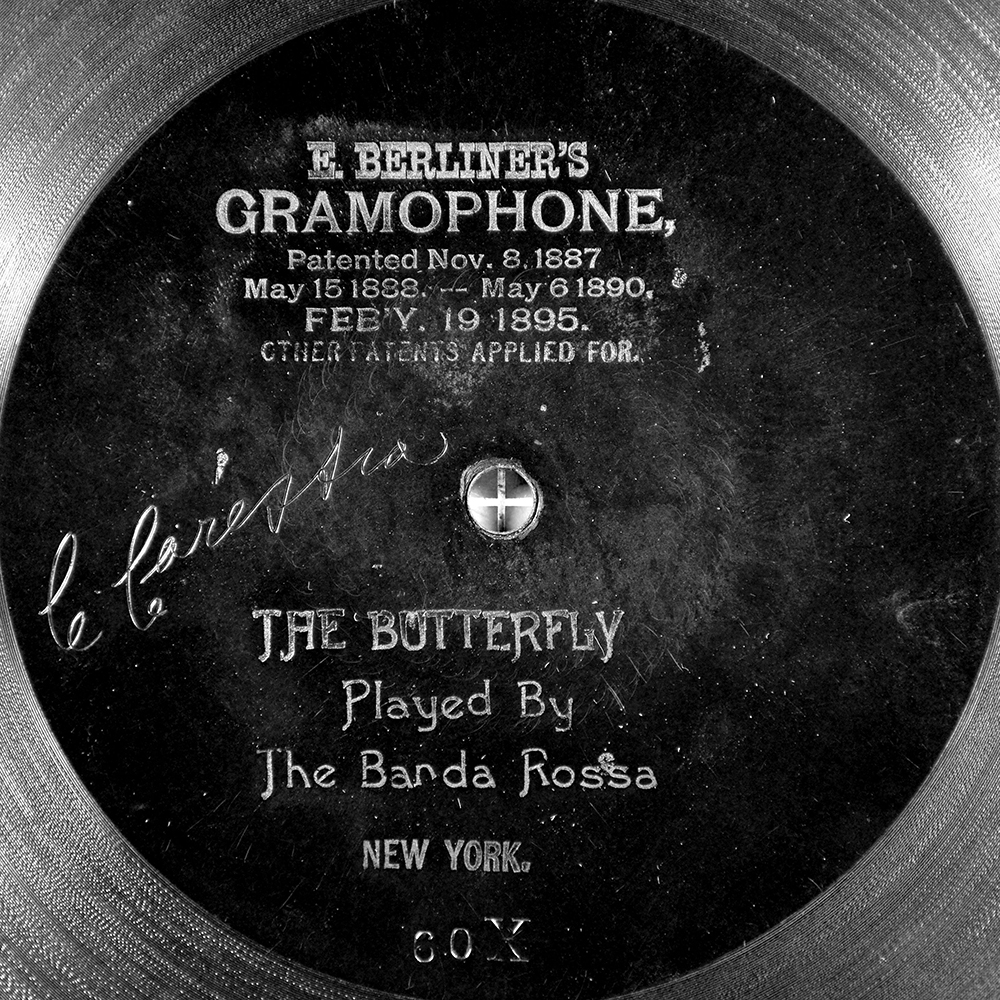 E. BERLINER'S
GRAMOPHONE,
Patented Nov. 8.1887
May 15 1888. -- May 6 1890.
FEB'Y. 19 1895.
OTHER PATENTS APPLIED FOR.
THE BUTTERFLY
Played By
The Banda Rossa
NEW YORK.
60X